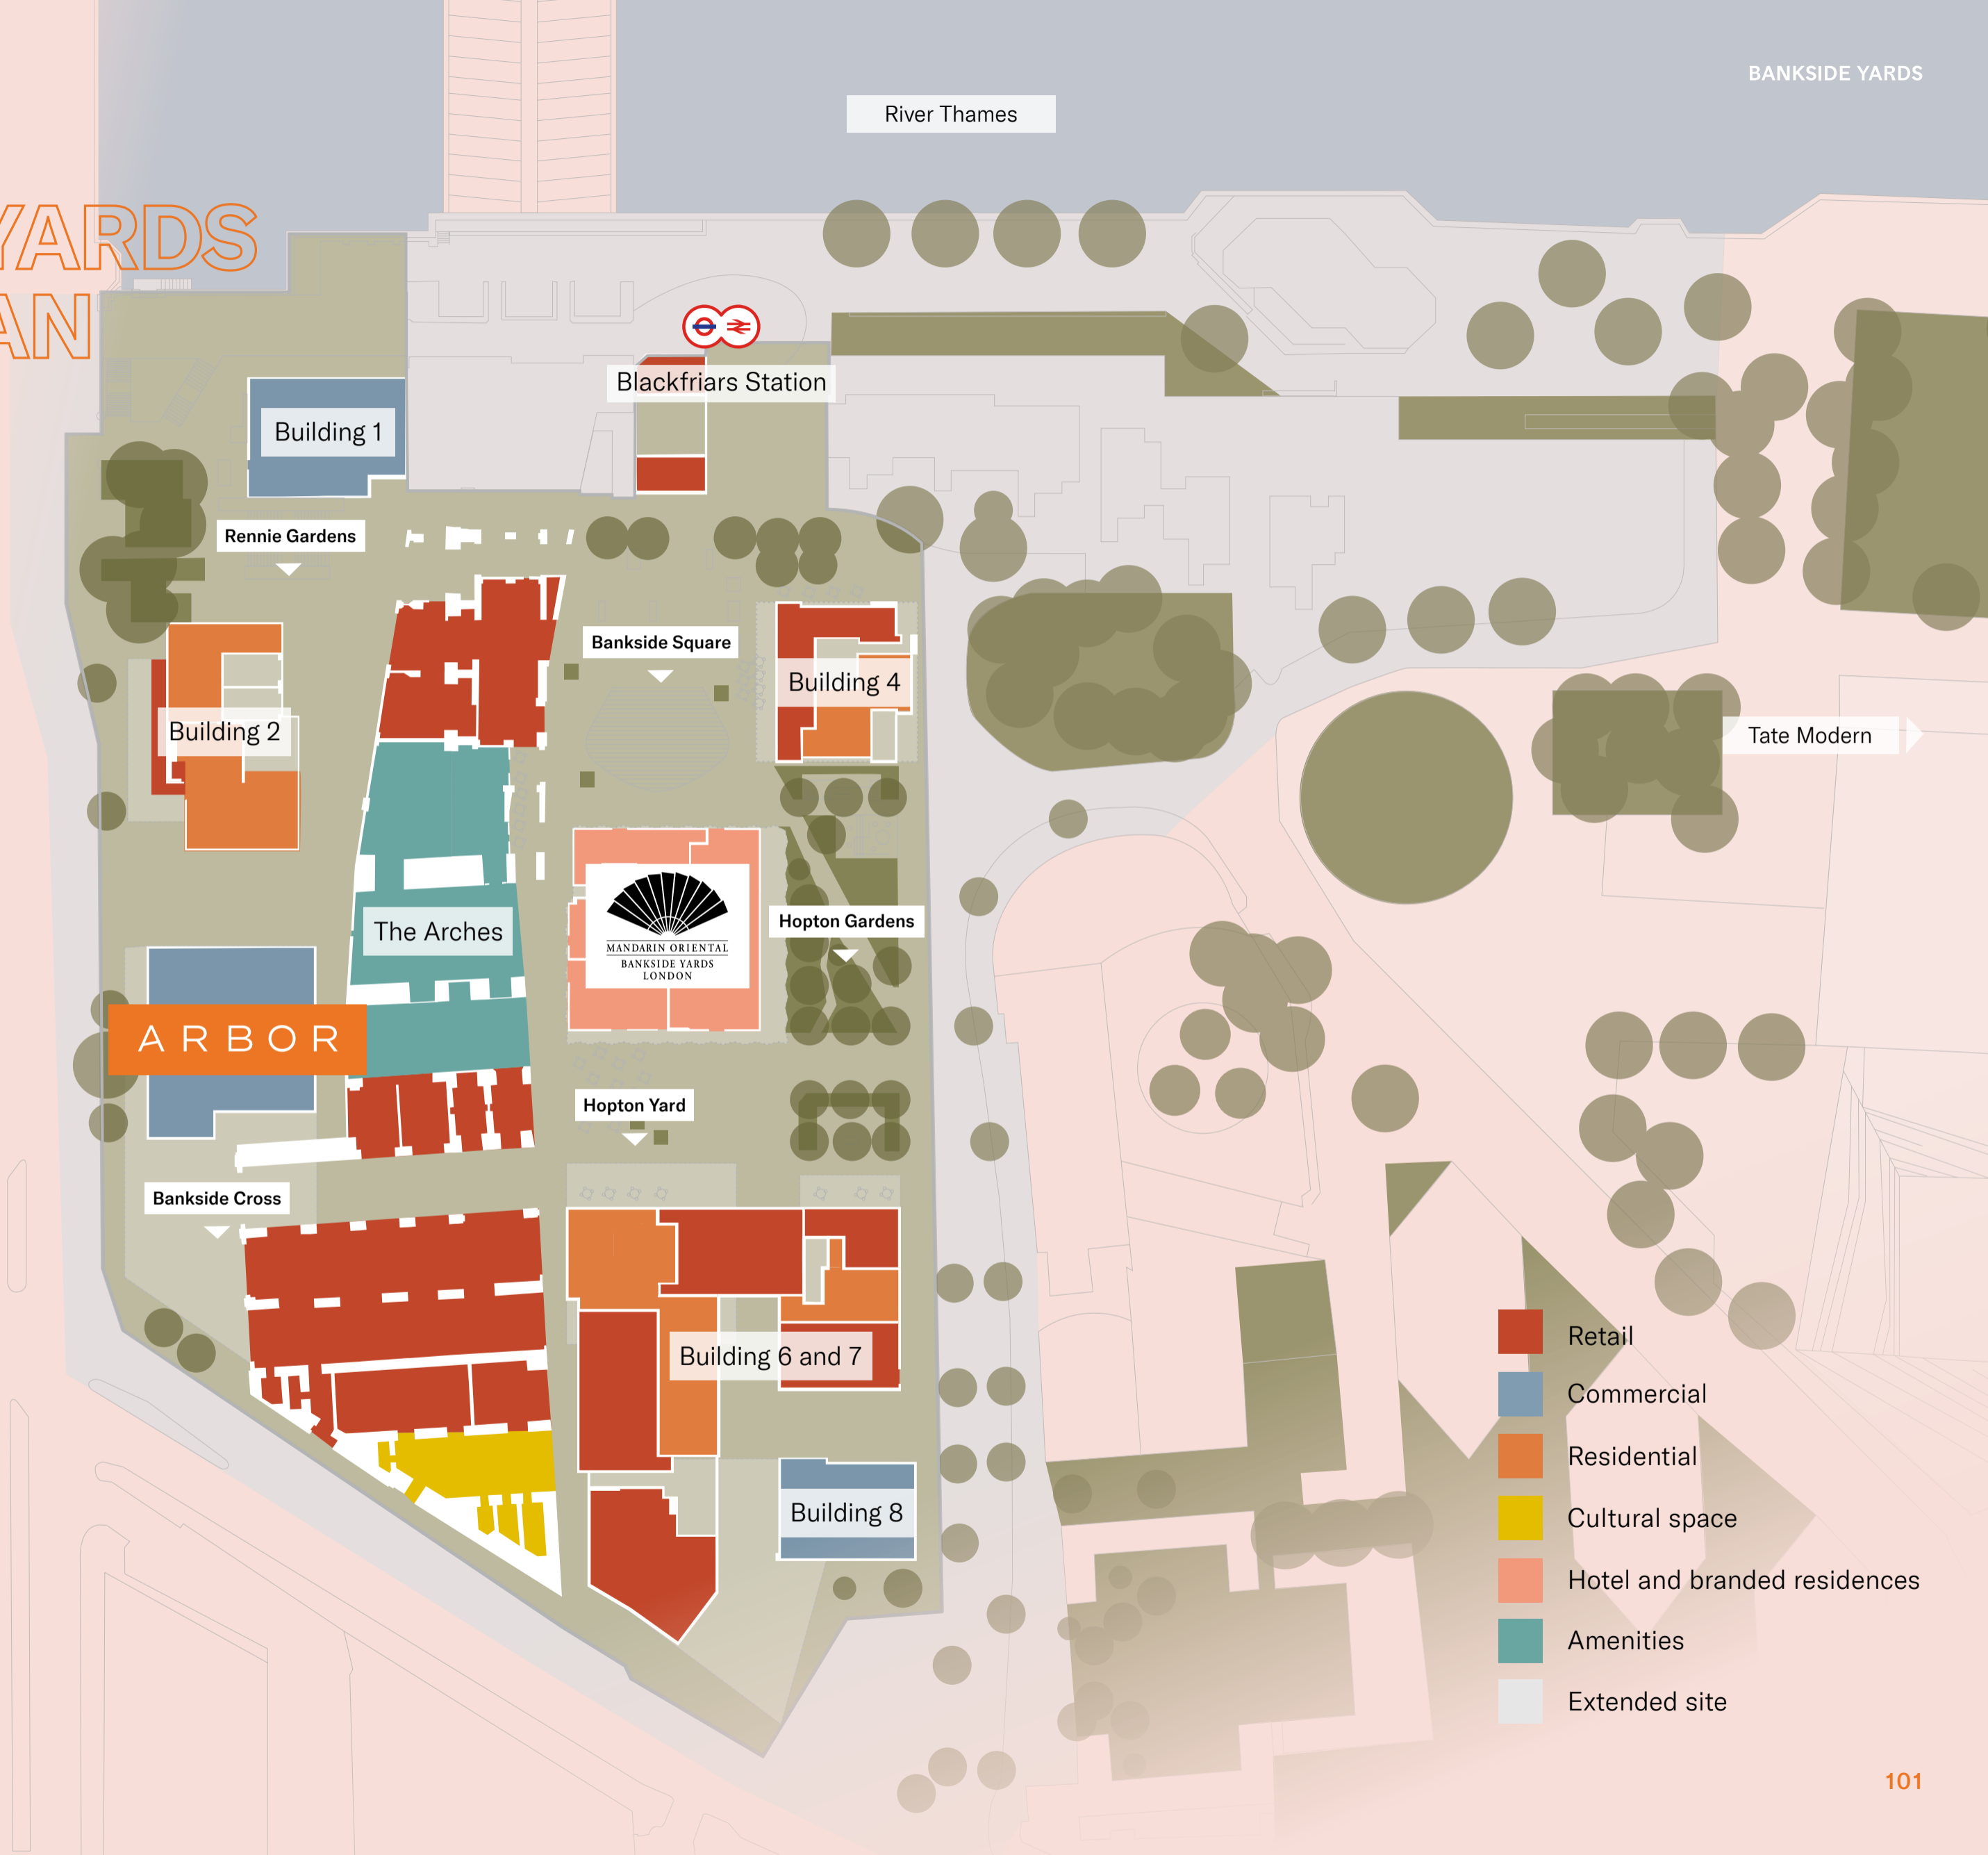 BANKSIDE YARDS
River Thames
YARDS
AN
Blackfriars Station
Building 1
Rennie Gardens
Bankside Square
Building 4
Building 2
Tate Modern
The Arches
MANDARIN ORIENTAL
BANKSIDE YARDS
LONDON
Hopton Gardens
ARBOR
Hopton Yard
Bankside Cross
Building 6 and 7
Building 8
Retail
Commercial
Residential
Cultural space
Hotel and branded residences
Amenities
Extended site
101